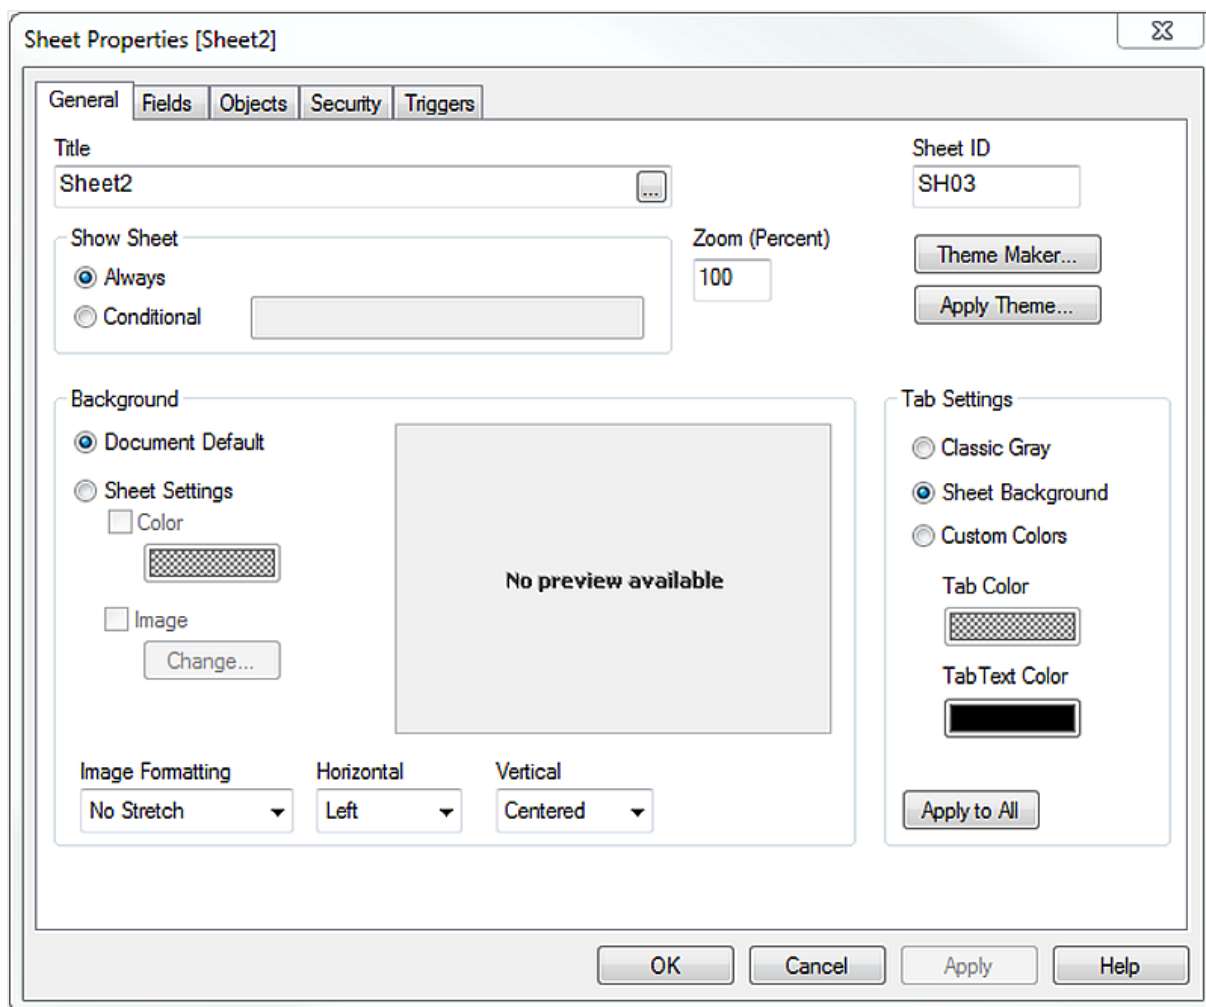 Sheet Properties [Sheet2]
General Fields Objects Security Triggers
Title
Sheet ID
Sheet2
...
SH03
Show Sheet
Always
Conditional
Zoom (Percent)
100
Theme Maker...
Apply Theme...
Background
Document Default
Sheet Settings
Color
Image
Change...
No preview available
Image Formatting
Horizontal
Vertical
No Stretch
Left
Centered
Tab Settings
Classic Gray
Sheet Background
Custom Colors
Tab Color
Tab Text Color
Apply to All
OK
Cancel
Apply
Help